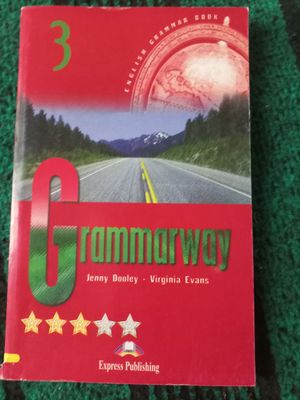 3
ENGLISH GRAMMAR BOOK
Grammarway
Jenny Dooley - Virginia Evans
Express Publishing